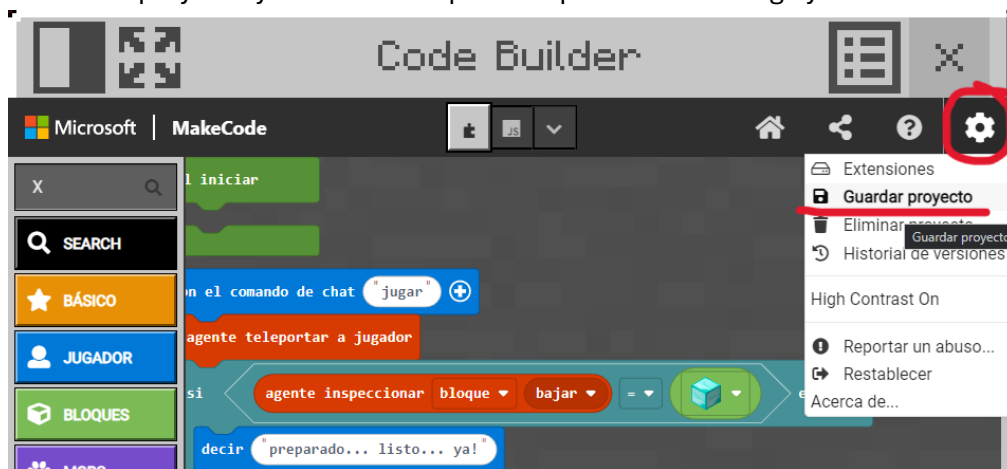 Code Builder
Microsoft | MakeCode
JS
X
SEARCH
BÁSICO
JUGADOR
BLOQUES
l iniciar
n el comando de chat "jugar"
agente teleportar a jugador
si agente inspeccionar bloque bajar = e
decir "preparado... listo... ya!"
Extensiones
Guardar proyecto
Eliminar proyecto
Guardar proyecto
Historial de versiones
High Contrast On
Reportar un abuso...
Restablecer
Acerca de...